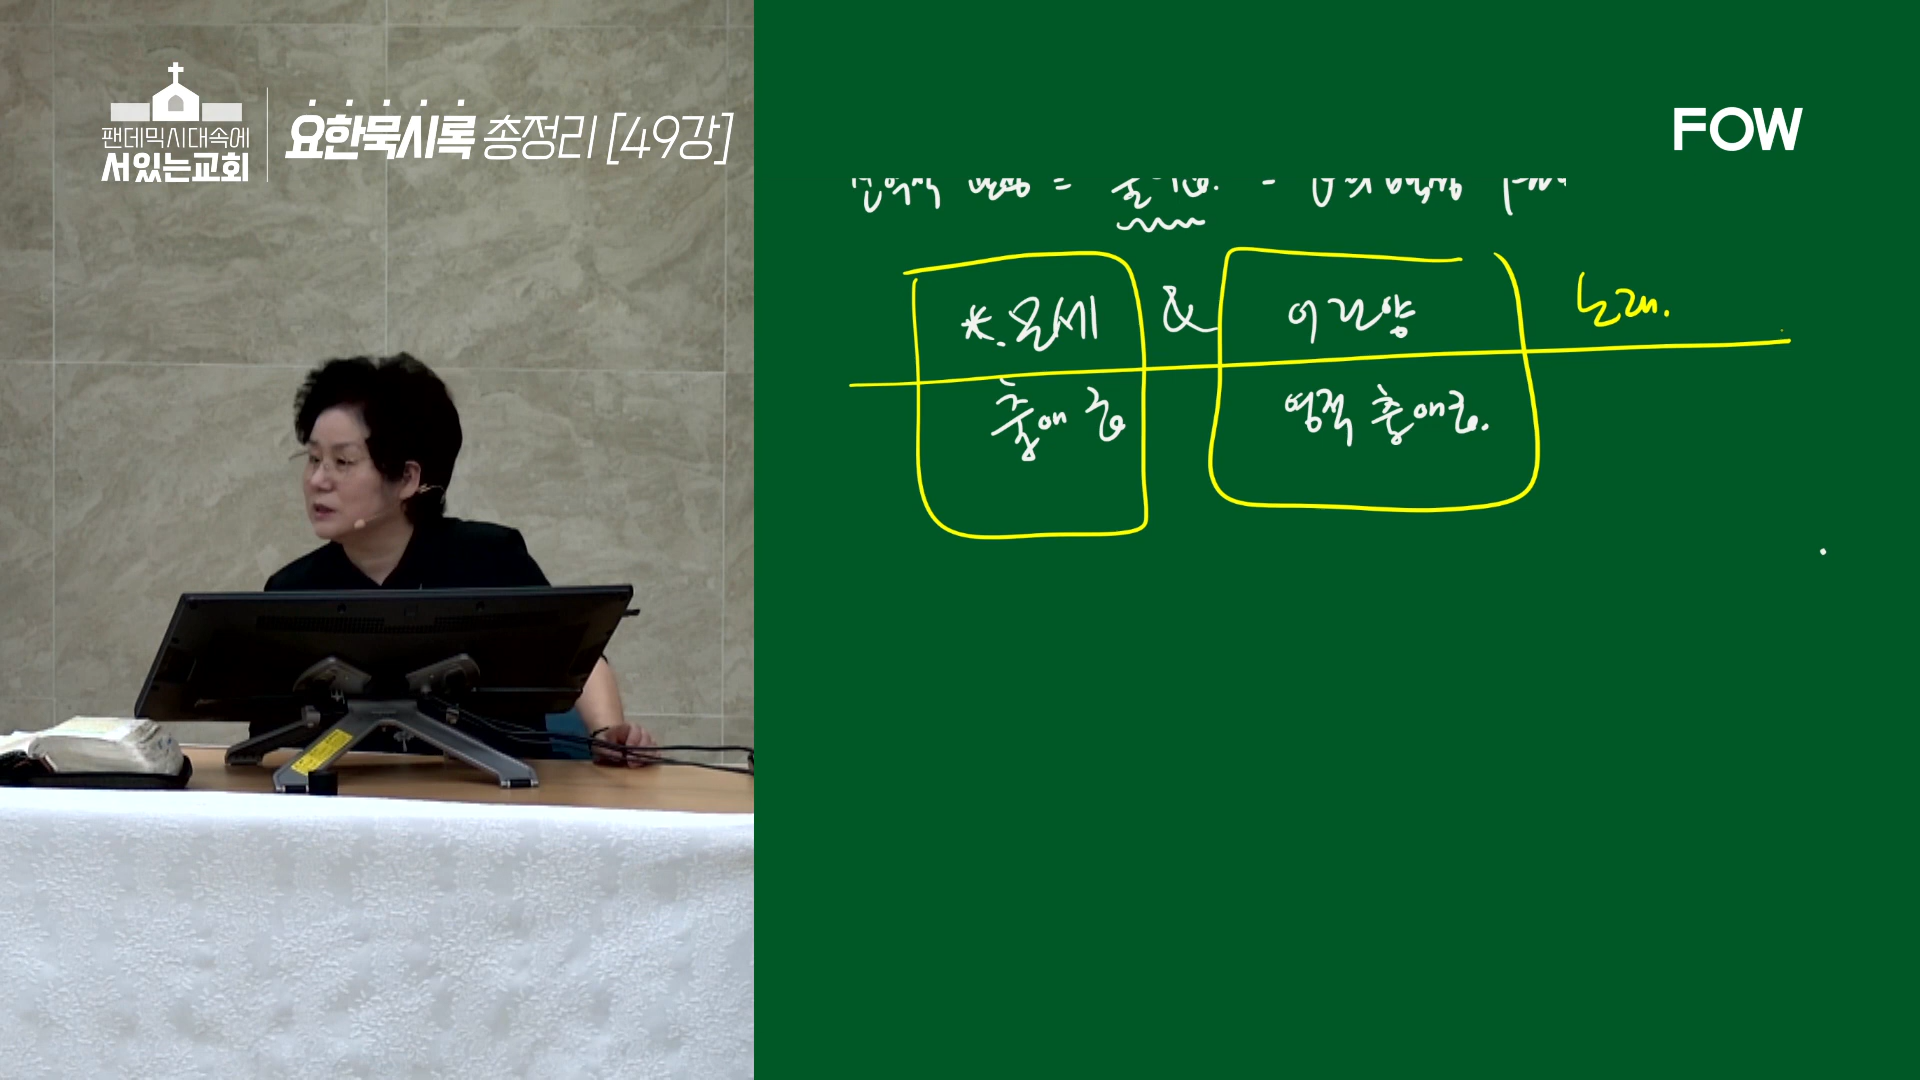 팬데믹시대속에
서있는교회
요한묵시록 총정리 [49강]
FOW
*. 모세 & 어린양 노래.
출애굽 영적 출애굽.